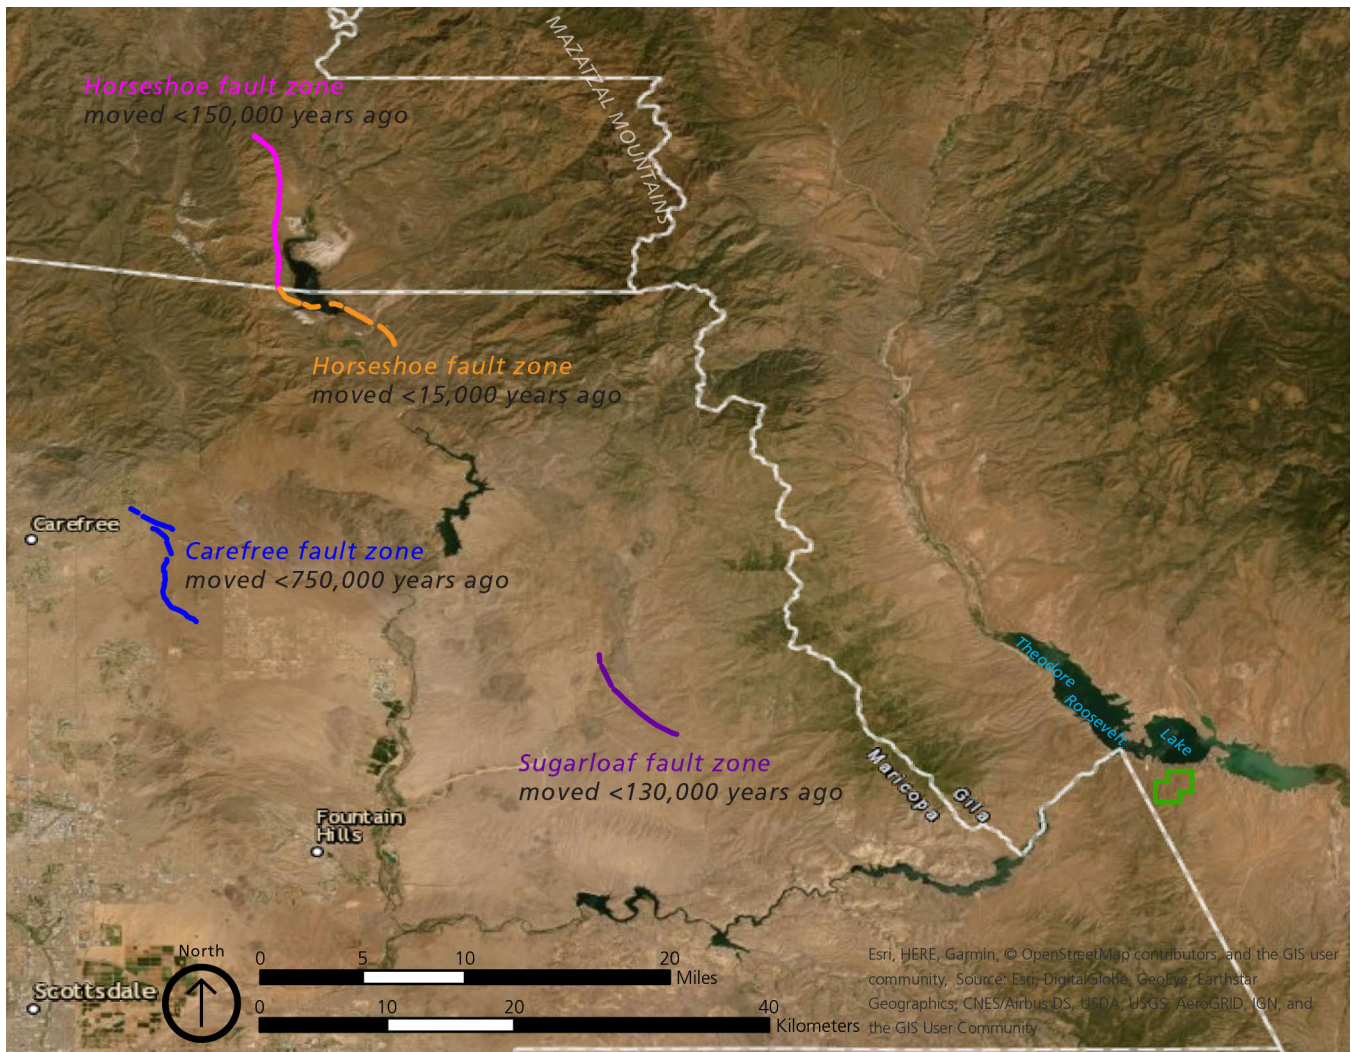 MAZATZAL MOUNTAINS
Horseshoe fault zone
moved <150,000 years ago
Horseshoe fault zone
moved <15,000 years ago
Carefree
Carefree fault zone
moved <750,000 years ago
Theodore
Roosevelt
Lake
Sugarloaf fault zone
moved <130,000 years ago
Maricopa
Gila
Fountain
Hills
Scottsdale
North
0 5 10 20
Miles
0 10 20 40
Kilometers
Esri, HERE, Garmin, © OpenStreetMap contributors, and the GIS user
community, Source: Esri, DigitalGlobe, GeoEye, Earthstar
Geographics, CNES/Airbus DS, USDA, USGS, AeroGRID, IGN, and
the GIS User Community